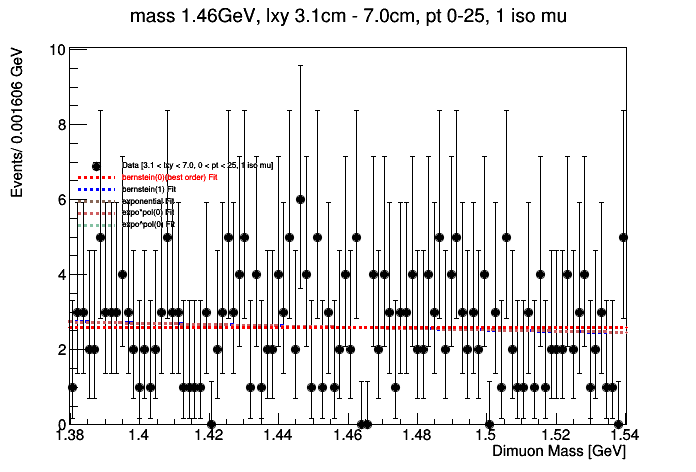 mass 1.46GeV, lxy 3.1cm - 7.0cm, pt 0-25, 1 iso mu
Events/ 0.001606 GeV
10
8
6
4
2
0
Data [3.1 < lxy < 7.0, 0 < pt < 25, 1 iso mu]
bernstein(0)(best order) Fit
bernstein(1) Fit
exponential Fit
expo*pol(0) Fit
expo*pol(0) Fit
1.38 1.4 1.42 1.44 1.46 1.48 1.5 1.52 1.54
Dimuon Mass [GeV]